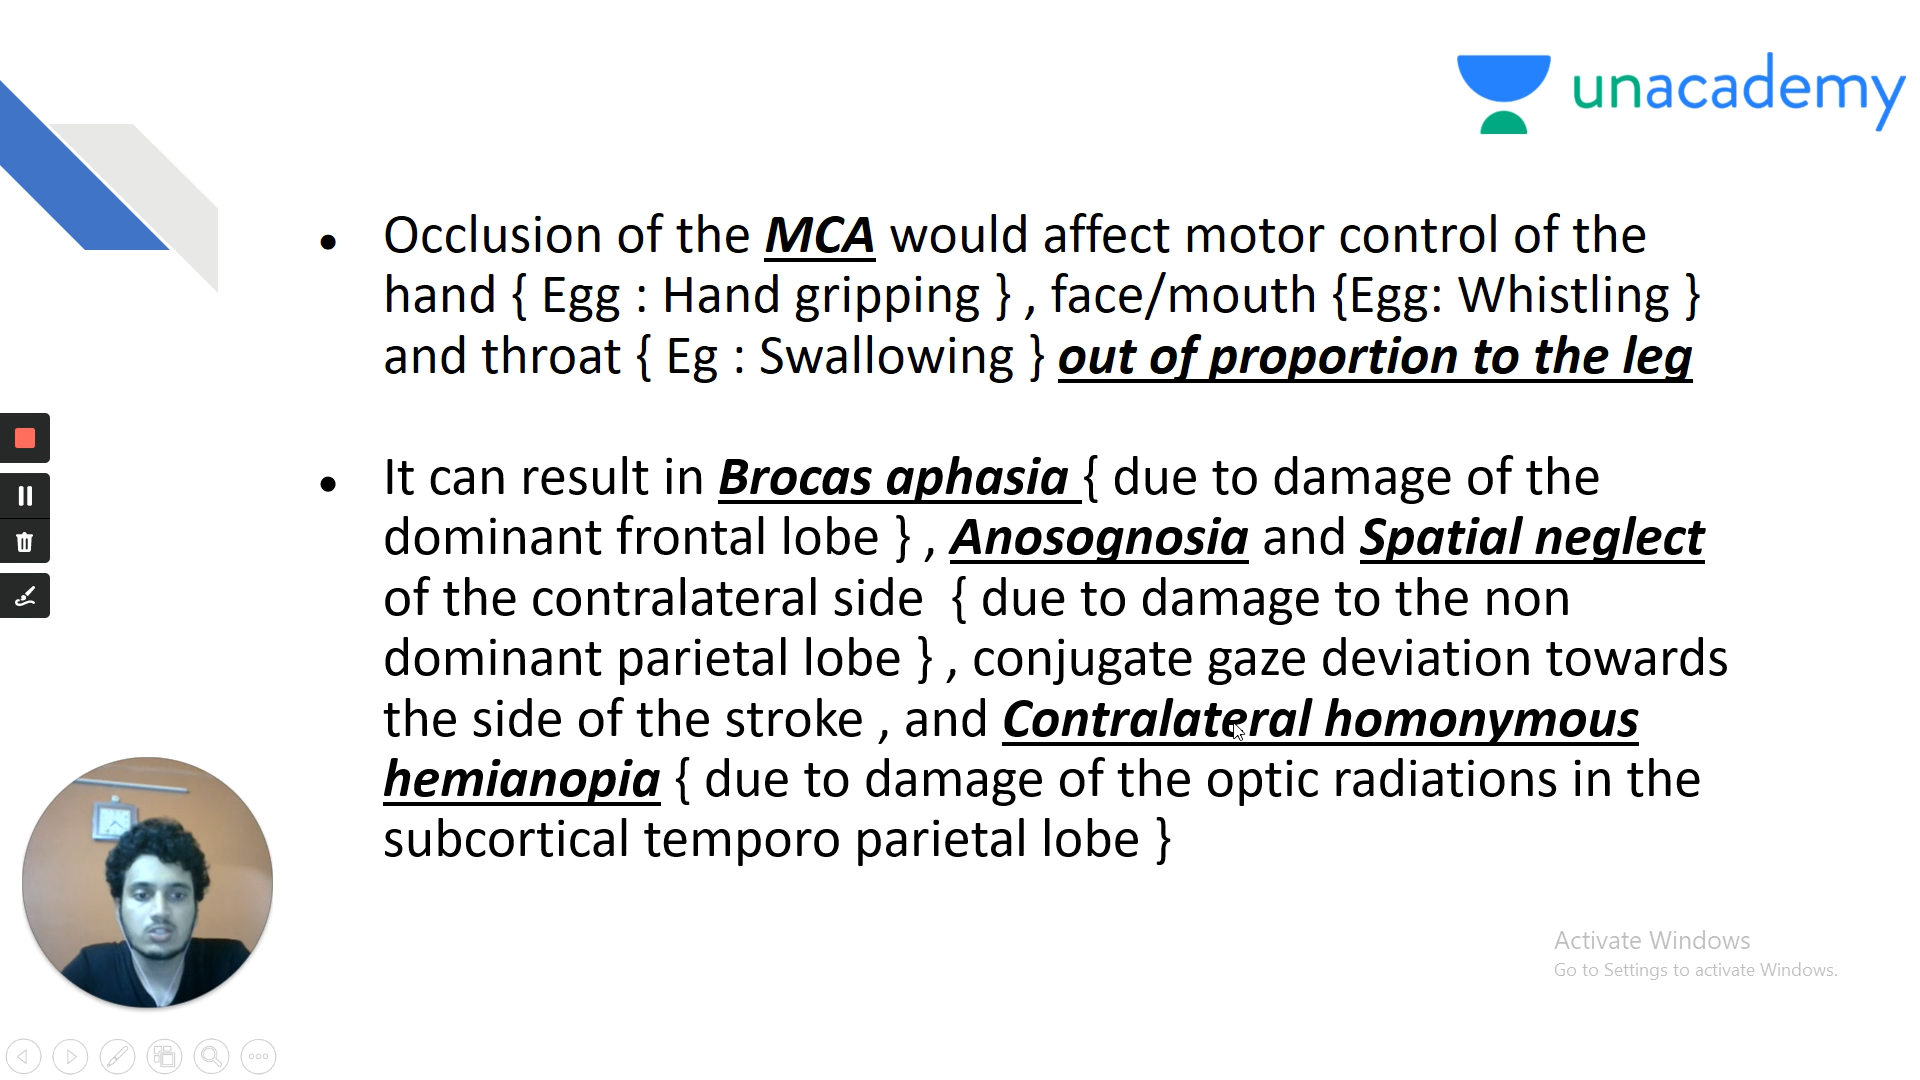 unacademy
• Occlusion of the MCA would affect motor control of the
hand { Egg : Hand gripping } , face/mouth {Egg: Whistling }
and throat { Eg : Swallowing } out of proportion to the leg
• It can result in Brocas aphasia { due to damage of the
dominant frontal lobe } , Anosognosia and Spatial neglect
of the contralateral side { due to damage to the non
dominant parietal lobe } , conjugate gaze deviation towards
the side of the stroke , and Contralateral homonymous
hemianopia { due to damage of the optic radiations in the
subcortical temporo parietal lobe }
Activate Windows
Go to Settings to activate Windows.